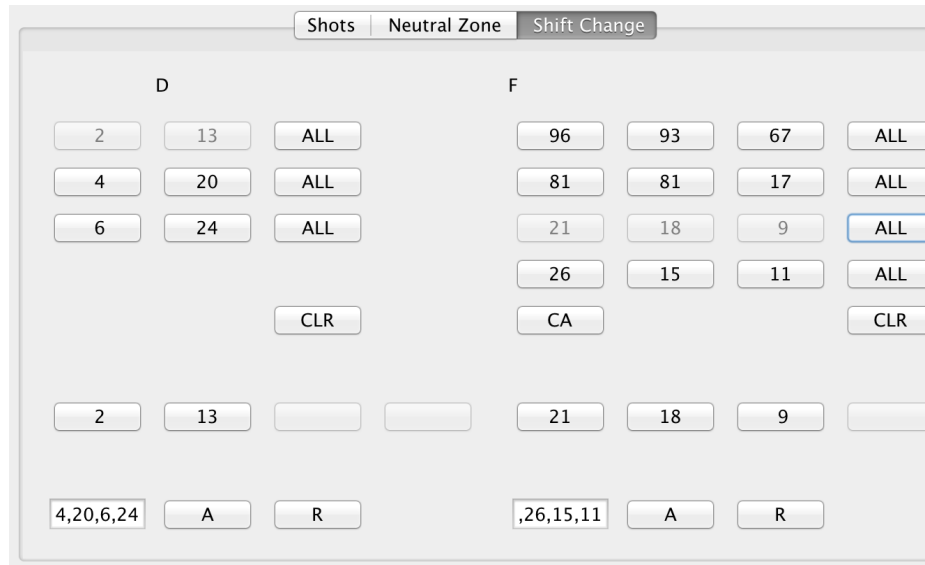 Shots Neutral Zone Shift Change
D F
2 13 ALL 96 93 67 ALL
4 20 ALL 81 81 17 ALL
6 24 ALL 21 18 9 ALL
26 15 11 ALL
CLR CA CLR
2 13 21 18 9
4,20,6,24 A R ,26,15,11 A R